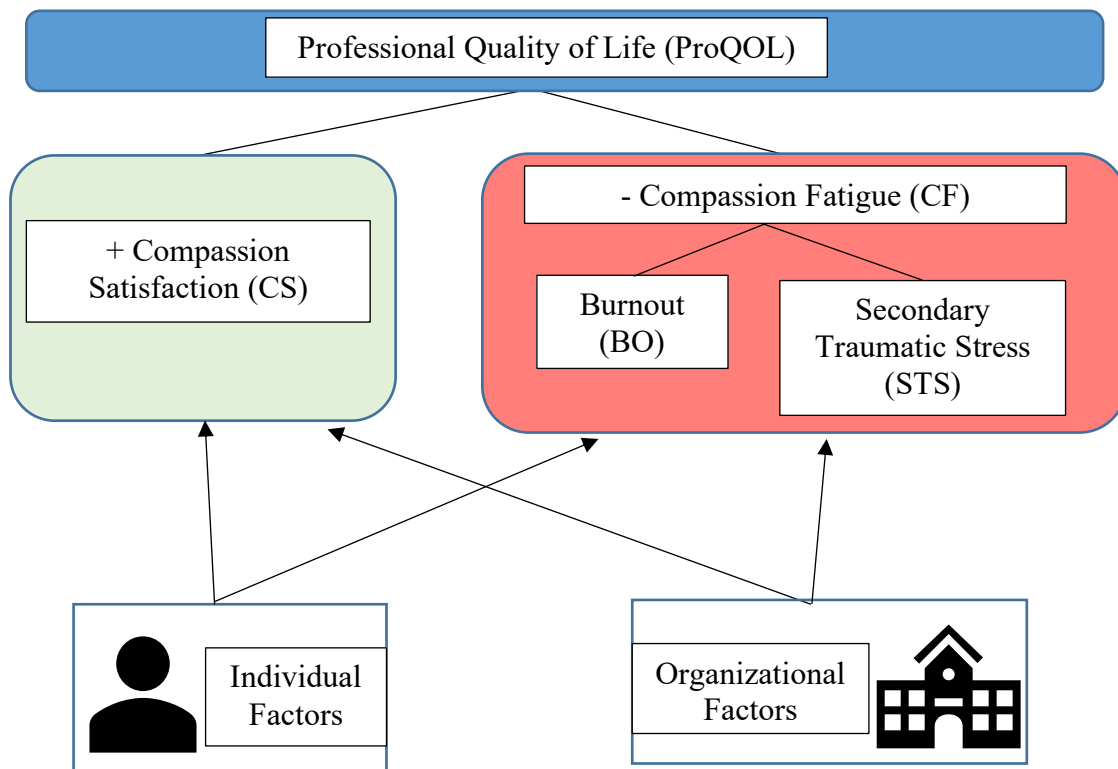 Professional Quality of Life (ProQOL)
+ Compassion
Satisfaction (CS)
- Compassion Fatigue (CF)
Burnout
(BO)
Secondary
Traumatic Stress
(STS)
Individual
Factors
Organizational
Factors